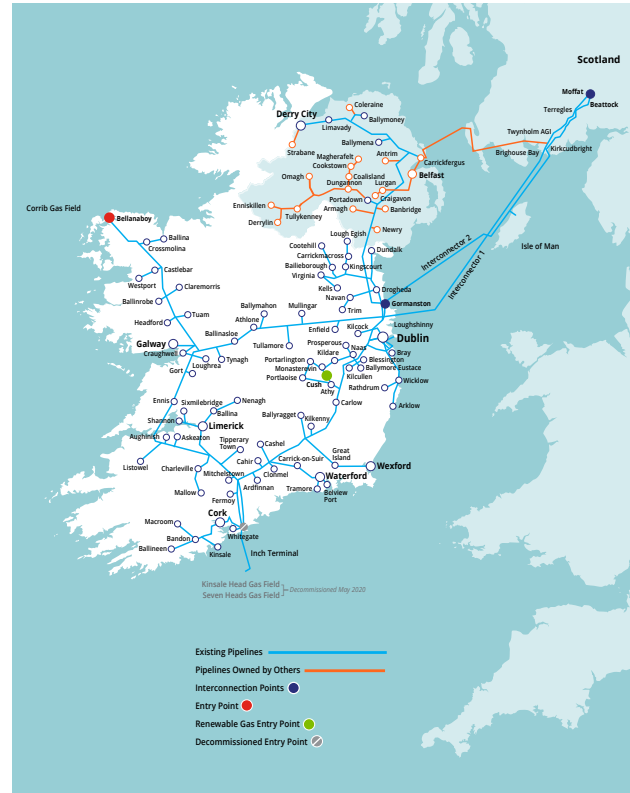 Scotland
Moffat
Beattock
Terregles
Coleraine
Derry City
Ballymoney
Limavady
Twynholm AGI
Ballymena
Kirkcudbright
Brighouse Bay
Strabane
Magherafelt
Antrim
Cookstown
Carrickfergus
Omagh
Coalisland
Dungannon
Lurgan
Belfast
Portadown
Craigavon
Enniskillen
Armagh
Banbridge
Tullykenney
Derrylin
Corrib Gas Field
Bellanaboy
Newry
Lough Egish
Ballina
Cootehill
Dundalk
Crossmolina
Carrickmacross
Isle of Man
Interconnector 2
Interconnector 1
Bailieborough
Kingscourt
Castlebar
Virginia
Westport
Claremorris
Kells
Drogheda
Navan
Ballinrobe
Gormanston
Ballymahon
Mullingar
Trim
Tuam
Headford
Athlone
Enfield
Loughshinny
Kilcock
Ballinasloe
Dublin
Galway
Tullamore
Prosperous
Naas
Craughwell
Kildare
Bray
Loughrea
Tynagh
Portarlington
Blessington
Gort
Monasterevin
Ballymore Eustace
Portlaoise
Kilcullen
Cush
Athy
Rathdrum
Wicklow
Ennis
Sixmilebridge
Nenagh
Carlow
Arklow
Ballina
Ballyragget
Kilkenny
Shannon
Limerick
Aughinish
Askeaton
Tipperary
Town
Cashel
Great
Island
Listowel
Cahir
Carrick-on-Suir
Wexford
Charleville
Mitchelstown
Clonmel
Waterford
Ardfinnan
Tramore
Belview
Port
Mallow
Fermoy
Cork
Macroom
Whitegate
Bandon
Ballineen
Kinsale
Inch Terminal
Kinsale Head Gas Field
Seven Heads Gas Field
Decommissioned May 2020
Existing Pipelines
Pipelines Owned by Others
Interconnection Points
Entry Point
Renewable Gas Entry Point
Decommissioned Entry Point